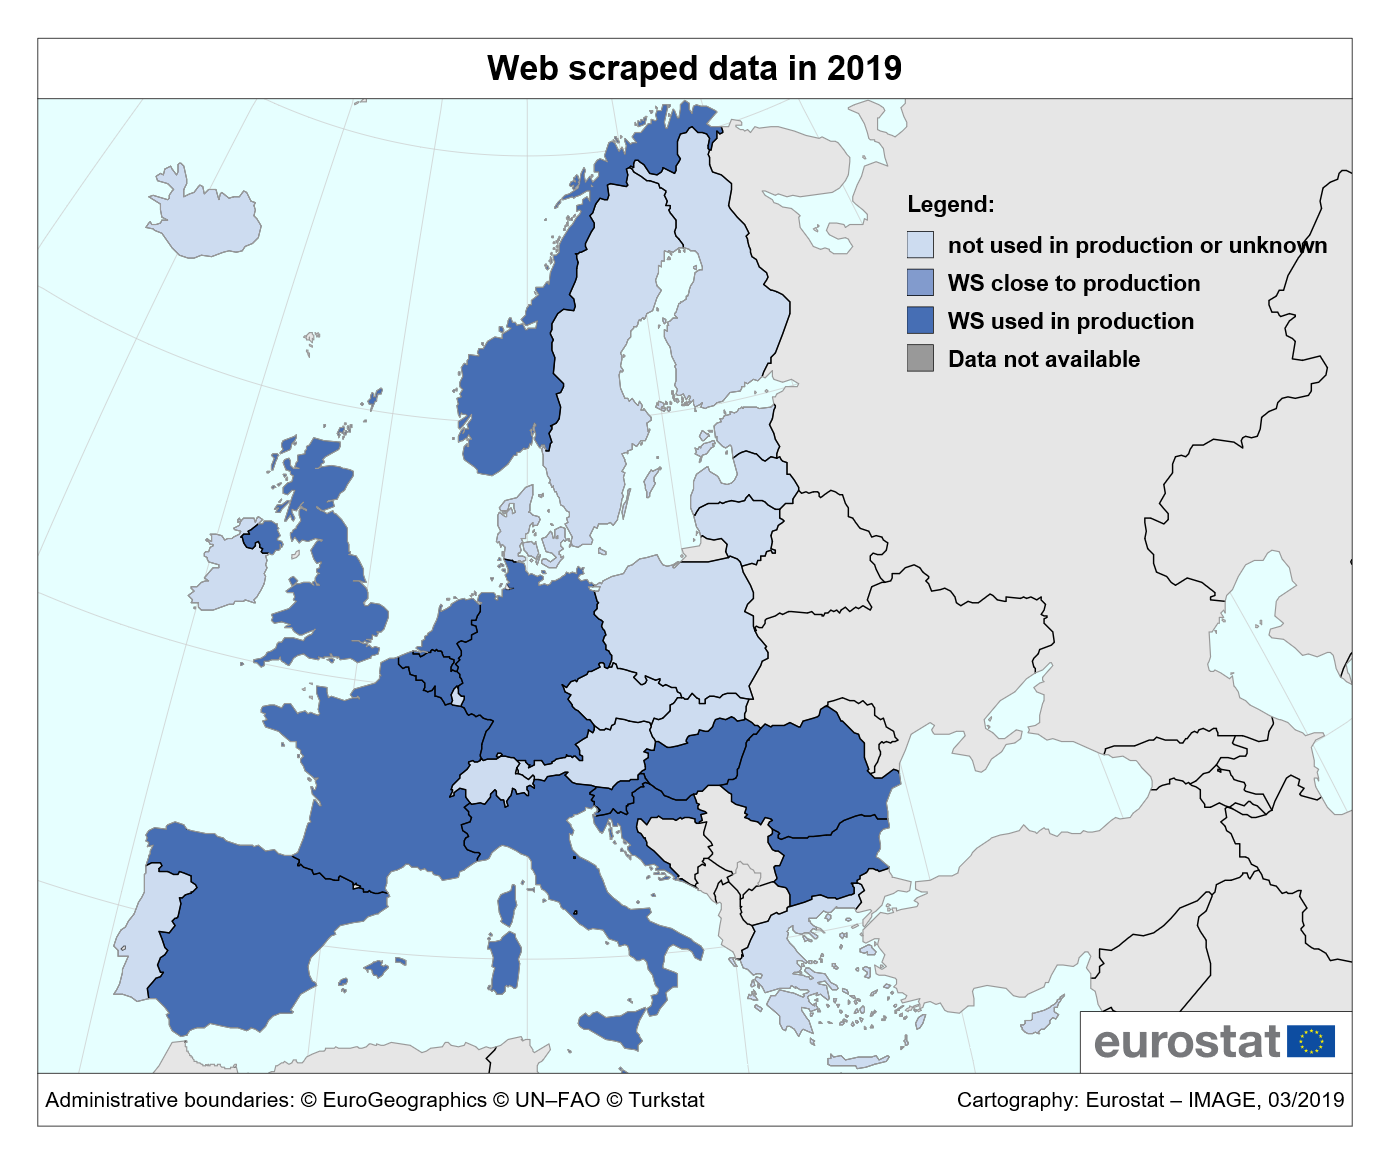 Web scraped data in 2019
Legend:
not used in production or unknown
WS close to production
WS used in production
Data not available
eurostat
Administrative boundaries: © EuroGeographics © UN–FAO © Turkstat
Cartography: Eurostat – IMAGE, 03/2019